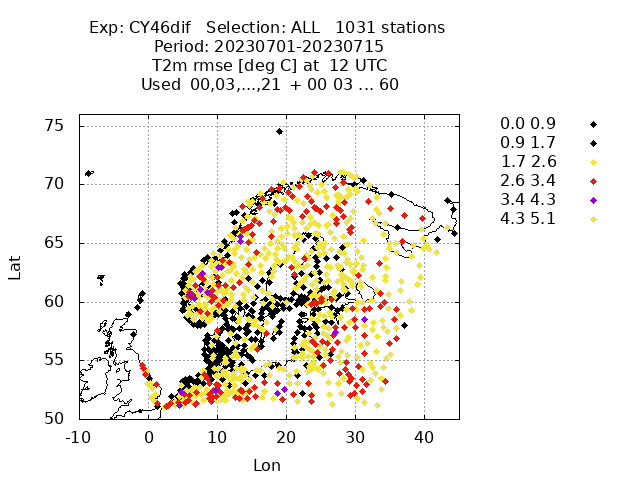 Exp: CY46dif   Selection: ALL   1031 stations
Period: 20230701-20230715
T2m rmse [deg C] at  12 UTC
Used  00,03,...,21  + 00 03 ... 60
0.0 0.9
0.9 1.7
1.7 2.6
2.6 3.4
3.4 4.3
4.3 5.1
75
70
65
60
55
50
Lat
-10 0 10 20 30 40
Lon